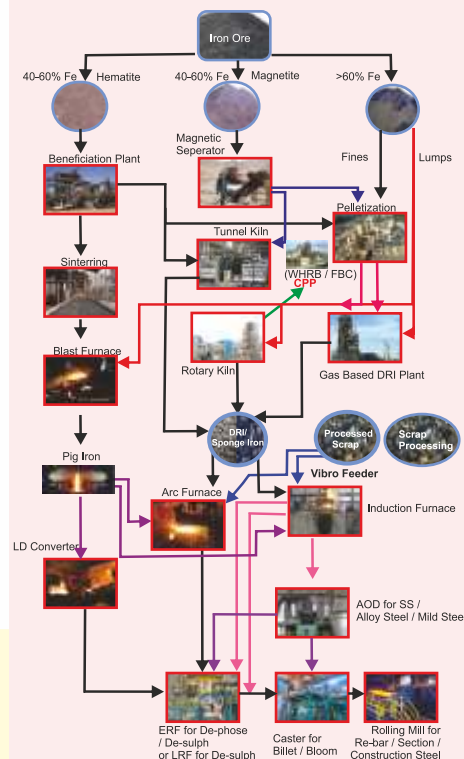 Iron Ore
40-60% Fe
Hematite
40-60% Fe
Magnetite
>60% Fe
Magnetic
Seperator
Fines
Lumps
Beneficiation Plant
Pelletization
Tunnel Kiln
(WHRB / FBC)
CPP
Sinterring
Blast Furnace
Rotary Kiln
Gas Based DRI Plant
DRI/
Sponge Iron
Processed
Scrap
Scrap
Processing
Vibro Feeder
Pig Iron
Arc Furnace
Induction Furnace
LD Converter
AOD for SS /
Alloy Steel / Mild Stee
ERF for De-phose
/ De-sulph
or LRF for De-sulph
Caster for
Billet / Bloom
Rolling Mill for
Re-bar / Section /
Construction Steel